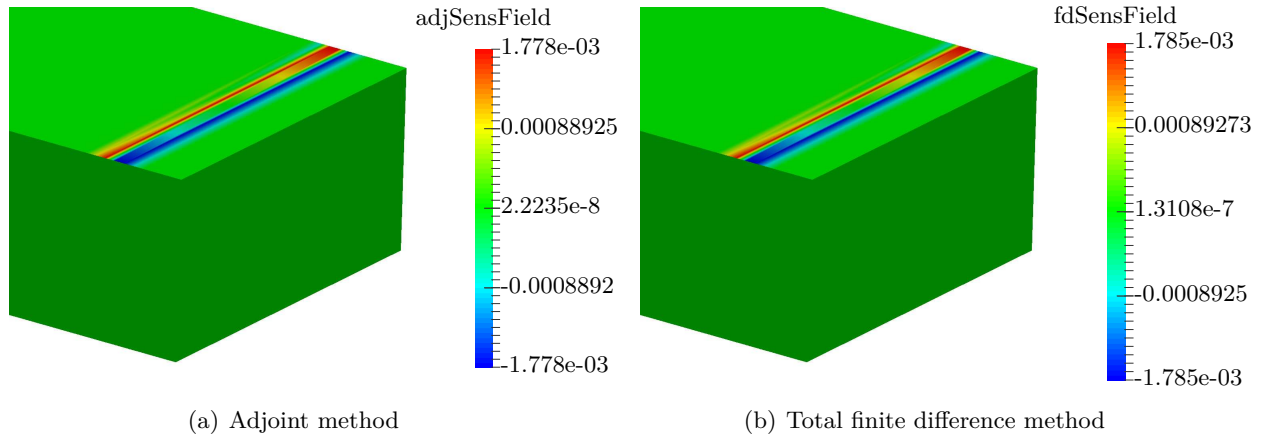 adjSensField
1.778e-03
0.00088925
2.2235e-8
-0.0008892
-1.778e-03
(a) Adjoint method
fdSensField
1.785e-03
0.00089273
1.3108e-7
-0.0008925
-1.785e-03
(b) Total finite difference method